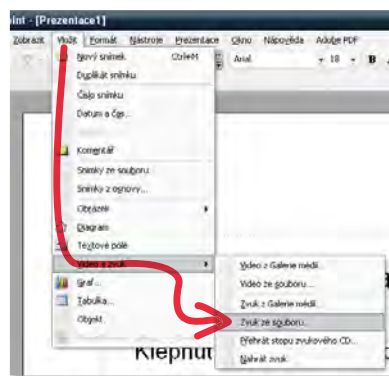 int - [Prezentace1]
Zobrazit Vložit Formát Nástroje Prezentace Okno Nápověda Adobe PDF
Nový snímek Ctrl+M
Arial 18 B
Duplikát snímku
Číslo snímku
Datum a čas...
Komentář
Snímky ze souboru...
Snímky z osnovy...
Obrázek
Diagram
Textové pole
Video a zvuk
Video z Galerie médií...
Graf...
Video ze souboru...
Tabulka...
Zvuk z Galerie médií...
Objekt...
Zvuk ze souboru...
Přehrát stopu zvukového CD...
Nahrát zvuk
Klepnut